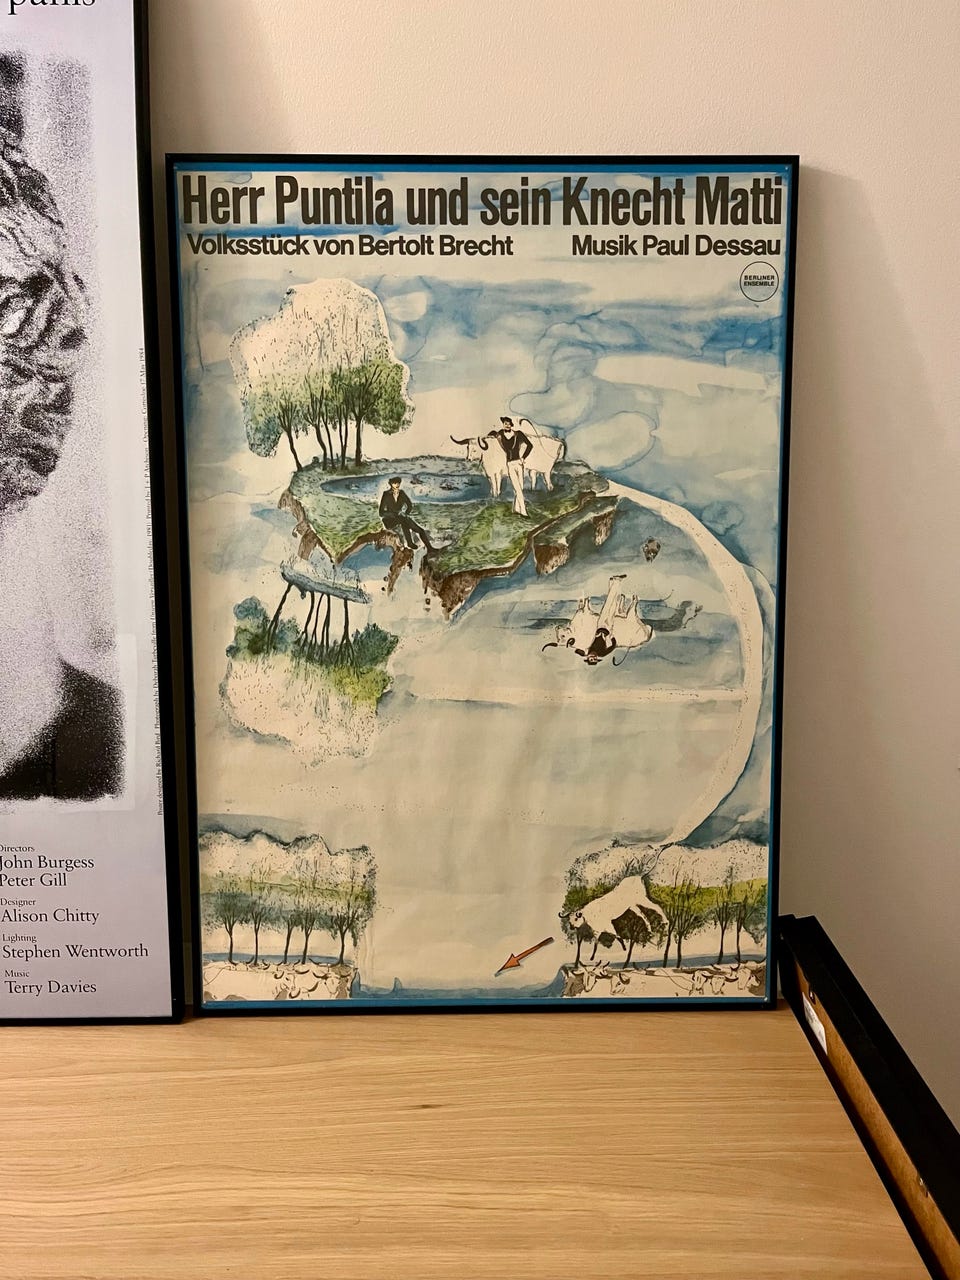 Herr Puntila und sein Knecht Matti
Volksstück von Bertolt Brecht Musik Paul Dessau
BERLINER
ENSEMBLE
Directors
John Burgess
Peter Gill
Designer
Alison Chitty
Lighting
Stephen Wentworth
Music
Terry Davies